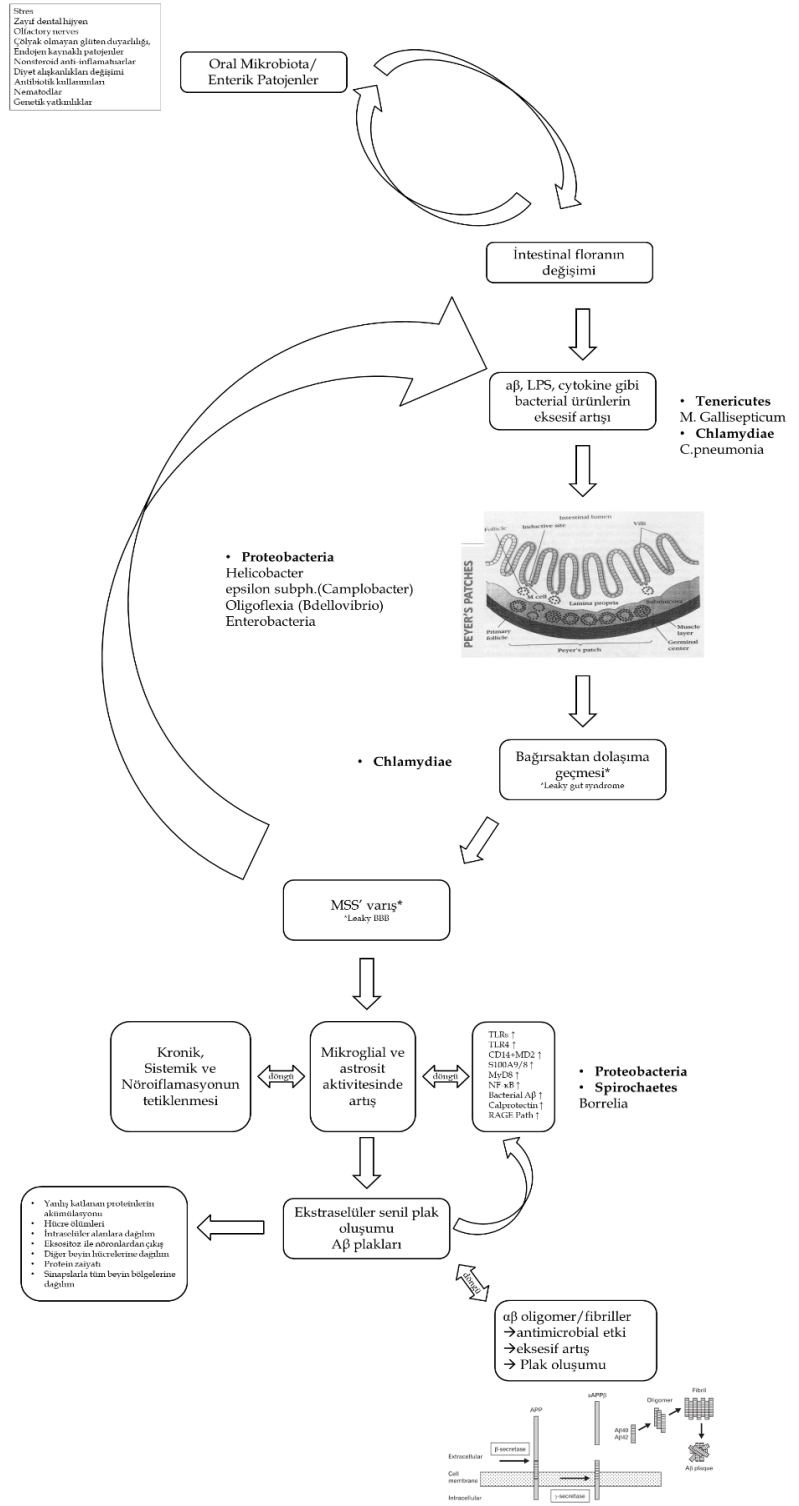 Stres
Zayıf dental hijyen
Olfactory nerves
Çölyak olmayan glüten duyarlılığı,
Endojen kaynaklı patojenler
Nonsteroid anti-inflamatuarlar
Diyet alışkanlıkları değişimi
Antibiotik kullanımları
Nematodlar
Genetik yatkınlıklar
Oral Mikrobiota/
Enterik Patojenler
İntestinal floranın
değişimi
aβ, LPS, cytokine gibi
bacterial ürünlerin
eksesif artışı
• Tenericutes
M. Gallisepticum
• Chlamydiae
C.pneumonia
• Proteobacteria
Helicobacter
epsilon subph.(Camplobacter)
Oligoflexia (Bdellovibrio)
Enterobacteria
PEYER'S PATCHES
Intestinal lumen
Follicle
Inductive site
Villi
M cell
Lamina propria
Submucosa
Primary
follicle
Muscle
layer
Germinal
center
Peyer's patch
• Chlamydiae
Bağırsaktan dolaşıma
geçmesi*
*Leaky gut syndrome
MSS' varış*
*Leaky BBB
Kronik,
Sistemik ve
Nöroiflamasyonun
tetiklenmesi
döngü
Mikroglial ve
astrosit
aktivitesinde
artış
döngü
TLRs ↑
TLR4 ↑
CD14+MD2 ↑
S100A9/8 ↑
MyD8 ↑
NF-κB ↑
Bacterial Aβ ↑
Calprotectin ↑
RAGE Path ↑
• Proteobacteria
• Spirochaetes
Borrelia
• Yanlış katlanan proteinlerin
akümülasyonu
• Hücre ölümleri
• İntraselüler alanlara dağılım
• Eksositoz ile nöronlardan çıkış
• Diğer beyin hücrelerine dağılım
• Protein zaiyatı
• Sinapslarla tüm beyin bölgelerine
dağılım
Ekstraselüler senil plak
oluşumu
Aβ plakları
döngü
αβ oligomer/fibriller
→antimicrobial etki
→eksesif artış
→ Plak oluşumu
APP
sAPPβ
Oligomer
Fibril
Aβ40
Aβ42
Aβ plaque
β-secretase
Extracellular
Cell
membrane
Intracellular
γ-secretase